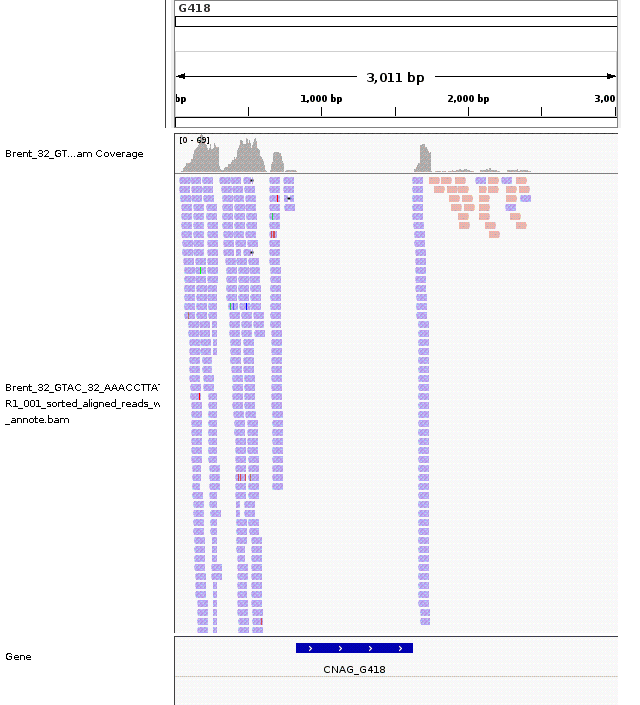 G418
3,011 bp
bp
1,000 bp
2,000 bp
3,00
[0 - 69]
Brent_32_GT...am Coverage
Brent_32_GTAC_32_AAACCTTA
R1_001_sorted_aligned_reads_w
_annote.bam
Gene
CNAG_G418